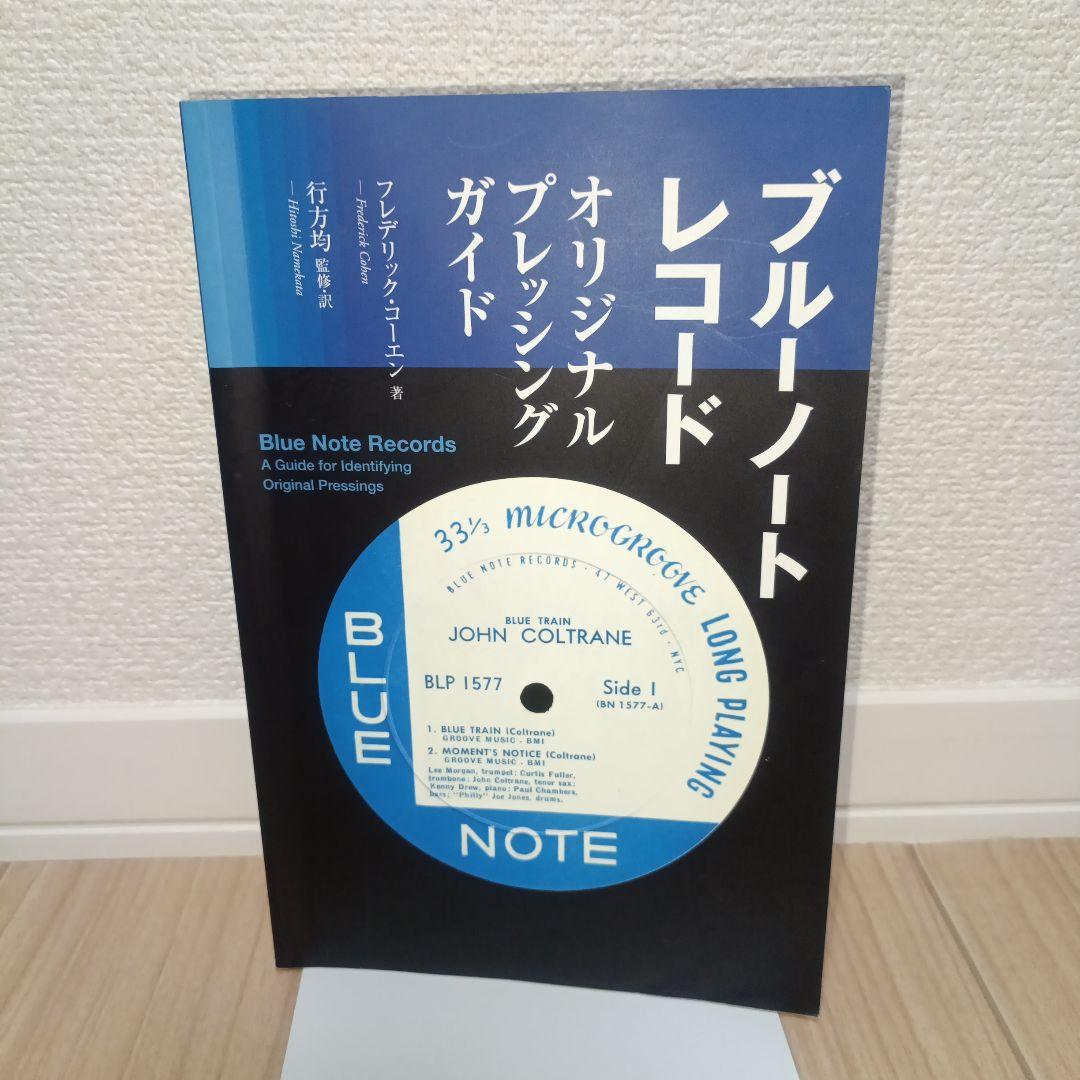 ブルーノート
レコード
オリジナル
プレッシング
ガイド
フレデリック・コーエン 著
—Frederick Cohen
行方均 監修・訳
—Hitoshi Namekata
Blue Note Records
A Guide for Identifying
Original Pressings
33⅓ MICROGROOVE LONG PLAYING
BLUE NOTE RECORDS · 47 WEST 63rd · NYC
BLUE TRAIN
JOHN COLTRANE
BLP 1577
Side 1
(BN 1577-A)
1. BLUE TRAIN (Coltrane)
GROOVE MUSIC - BMI
2. MOMENT'S NOTICE (Coltrane)
GROOVE MUSIC - BMI
Lee Morgan, trumpet; Curtis Fuller,
trombone; John Coltrane, tenor sax;
Kenny Drew, piano; Paul Chambers,
bass; "Philly" Joe Jones, drums.
BLUE
NOTE